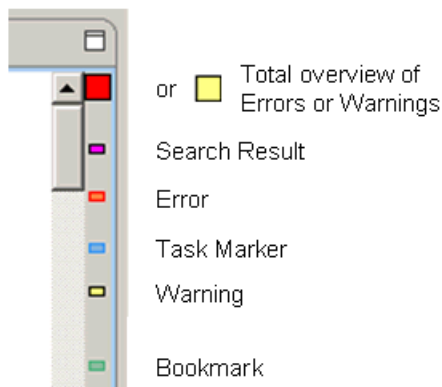 or Total overview of
Errors or Warnings
Search Result
Error
Task Marker
Warning
Bookmark